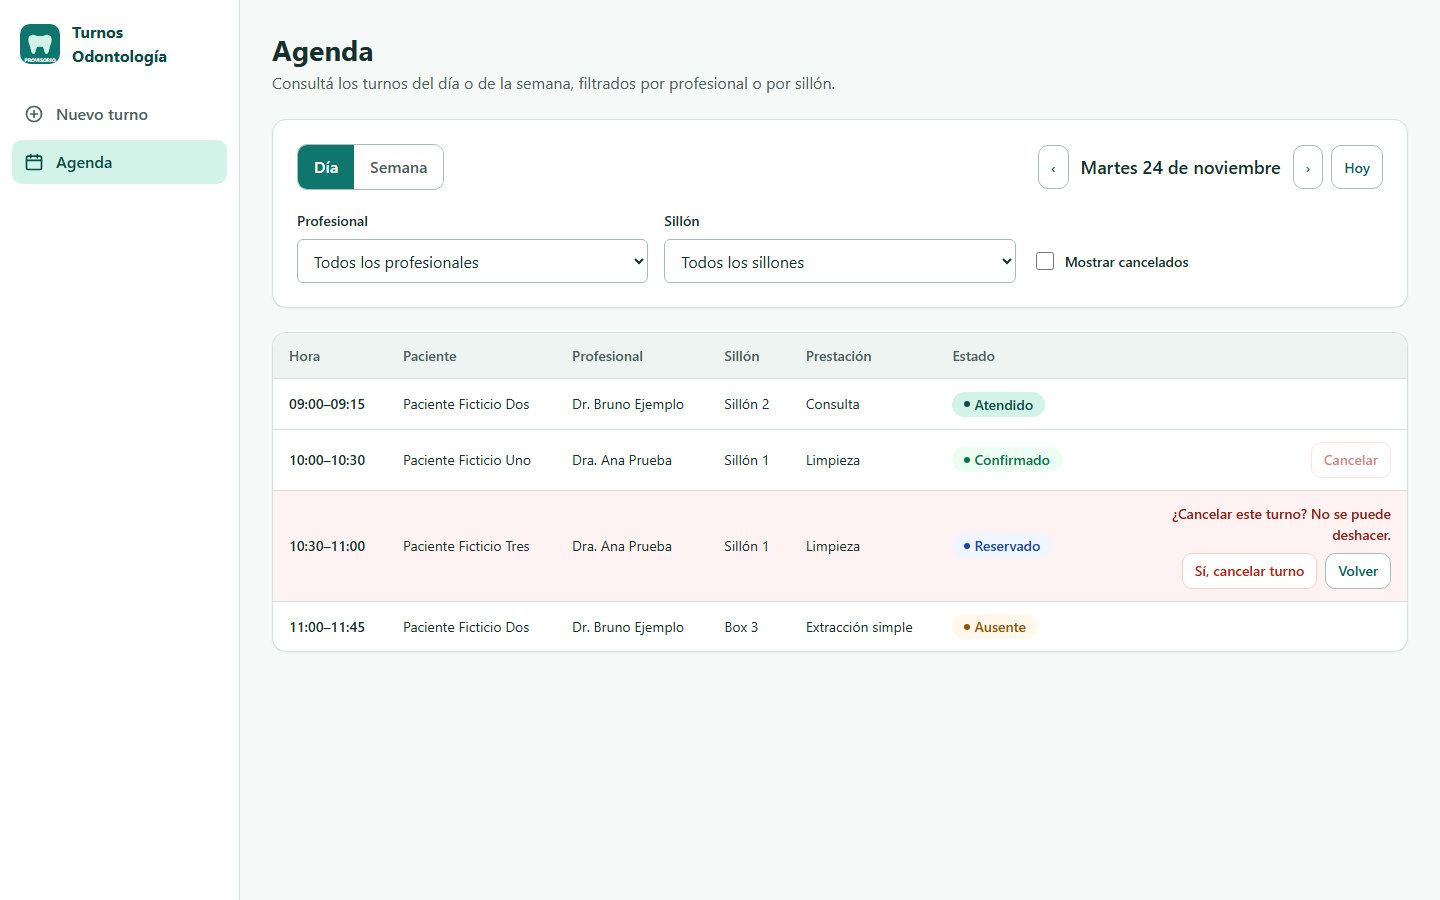 Turnos
Odontología
PROVISORIO
Nuevo turno
Agenda
Agenda
Consultá los turnos del día o de la semana, filtrados por profesional o por sillón.
Día Semana ‹ Martes 24 de noviembre › Hoy
Profesional Sillón
Todos los profesionales Todos los sillones Mostrar cancelados
Hora Paciente Profesional Sillón Prestación Estado
09:00–09:15 Paciente Ficticio Dos Dr. Bruno Ejemplo Sillón 2 Consulta Atendido
10:00–10:30 Paciente Ficticio Uno Dra. Ana Prueba Sillón 1 Limpieza Confirmado Cancelar
¿Cancelar este turno? No se puede
deshacer.
10:30–11:00 Paciente Ficticio Tres Dra. Ana Prueba Sillón 1 Limpieza Reservado
Sí, cancelar turno Volver
11:00–11:45 Paciente Ficticio Dos Dr. Bruno Ejemplo Box 3 Extracción simple Ausente